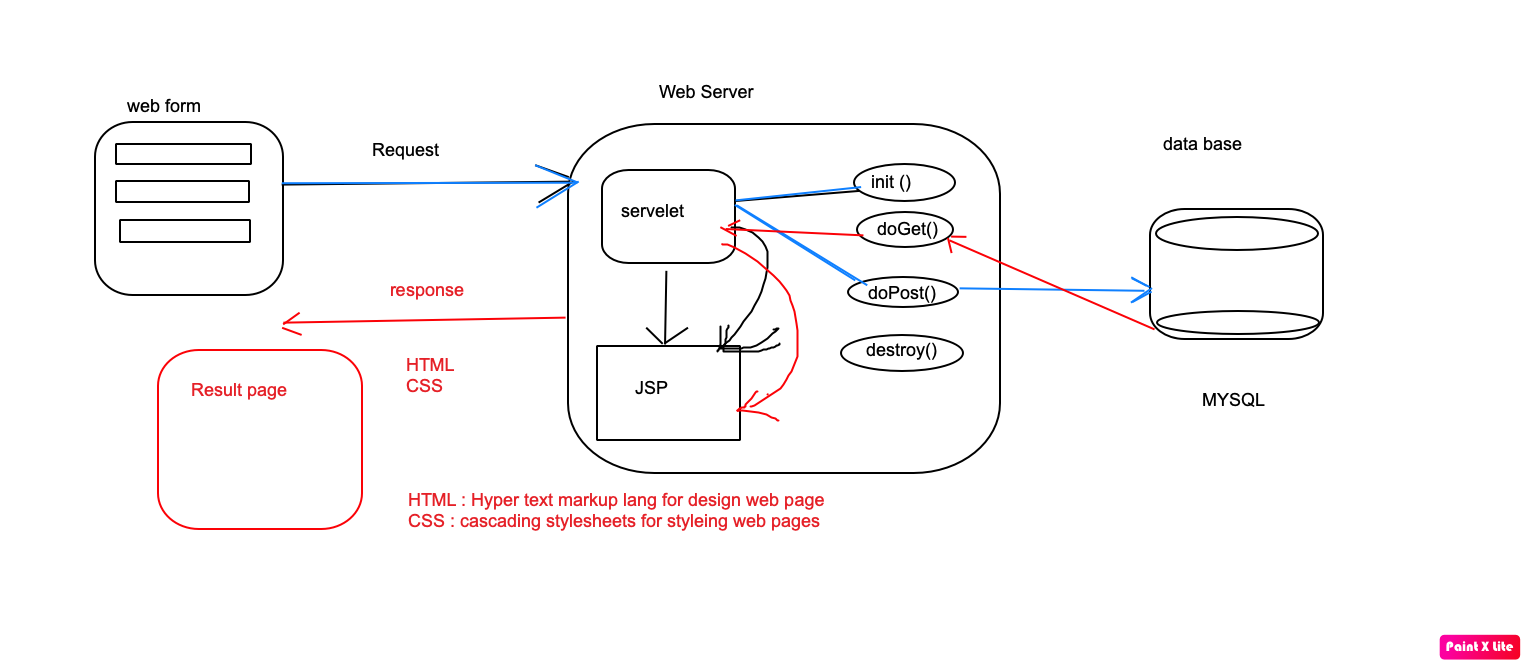 Web Server
web form
data base
Request
init ()
servelet
doGet()
response
doPost()
destroy()
HTML
CSS
Result page
JSP
MYSQL
HTML : Hyper text markup lang for design web page
CSS : cascading stylesheets for styleing web pages
Paint X Lite